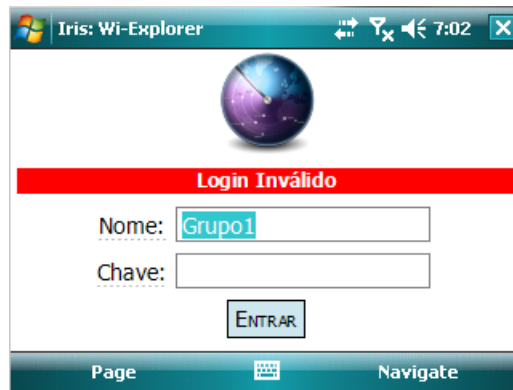 Iris: Wi-Explorer 7:02
Login Inválido
Nome: Grupo1
Chave:
ENTRAR
Page Navigate